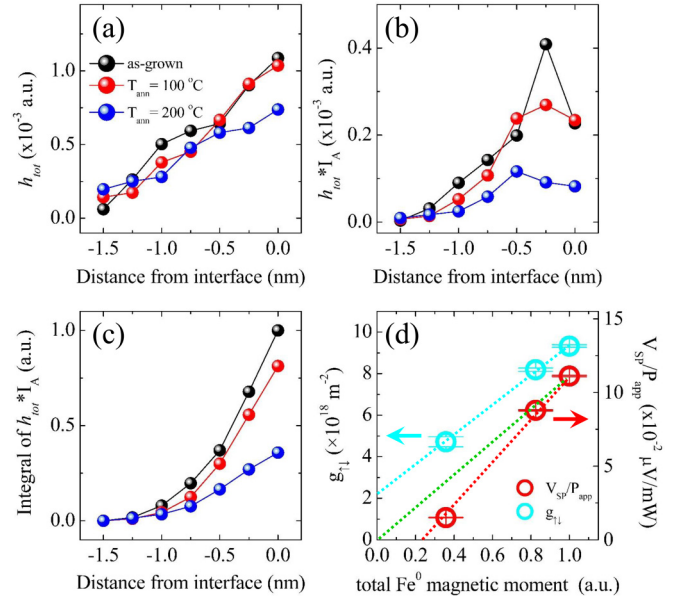 (a)
as-grown
T_ann = 100 °C
T_ann = 200 °C
h_tot (x10^-3 a.u.)
1.0
0.5
0.0
-1.5 -1.0 -0.5 0.0
Distance from interface (nm)
(b)
h_tot*I_A (x10^-3 a.u.)
0.4
0.2
0.0
-1.5 -1.0 -0.5 0.0
Distance from interface (nm)
(c)
Integral of h_tot*I_A (a.u.)
1.0
0.5
0.0
-1.5 -1.0 -0.5 0.0
Distance from interface (nm)
(d)
g↑↓ (×10^18 m^-2)
10
8
6
4
2
0
V_SP/P_app
g↑↓
0.0 0.2 0.4 0.6 0.8 1.0
total Fe^0 magnetic moment (a.u.)
15
10
5
0
V_SP/P_app (x10^-2 μV/mW)